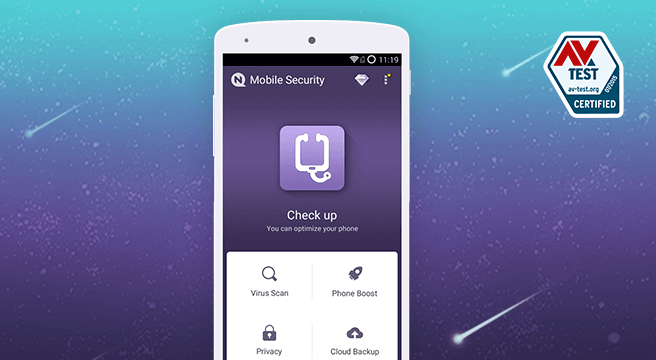 11:19
N
Mobile Security
Check up
You can optimize your phone
Virus Scan
Phone Boost
Privacy
Cloud Backup
AV
TEST
av-test.org
CERTIFIED